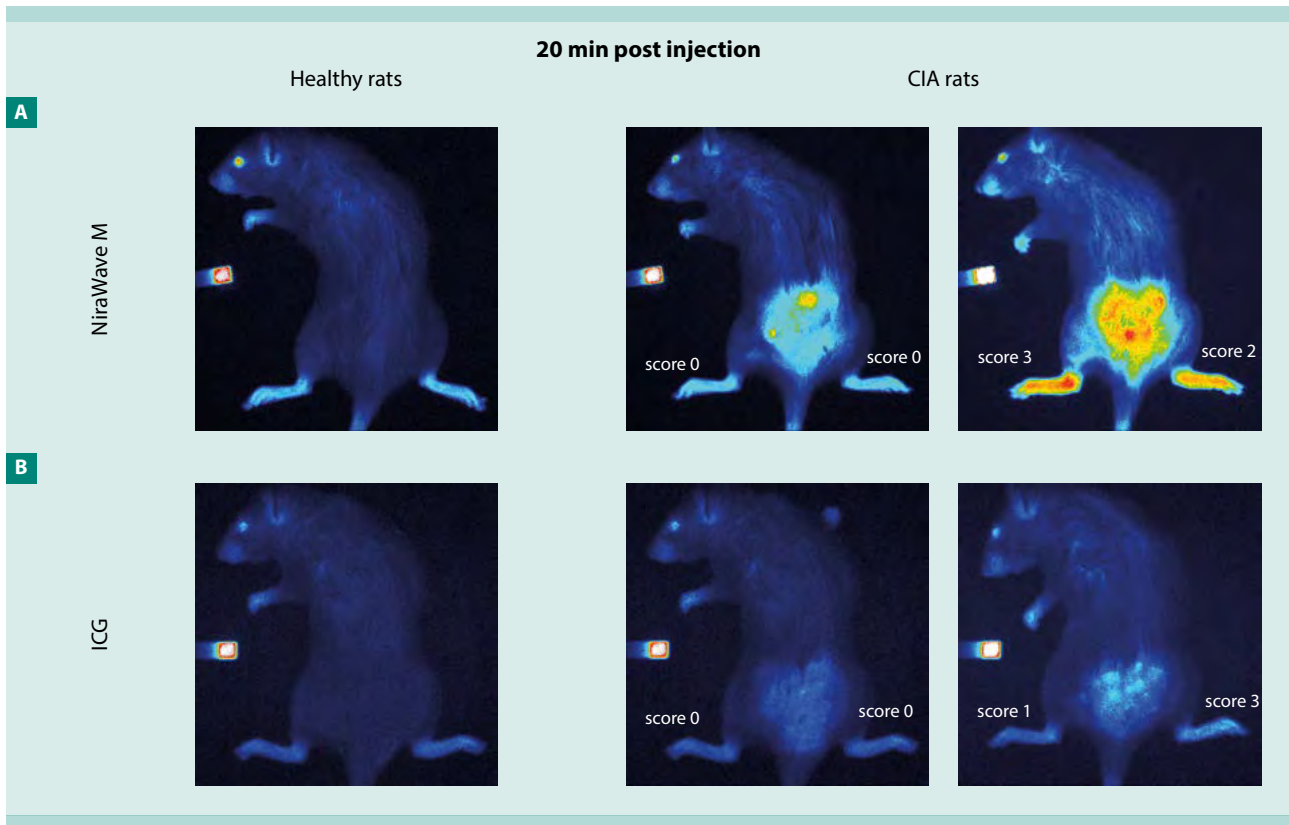 20 min post injection
Healthy rats
CIA rats
A
NiraWave M
score 0
score 0
score 3
score 2
B
ICG
score 0
score 0
score 1
score 3